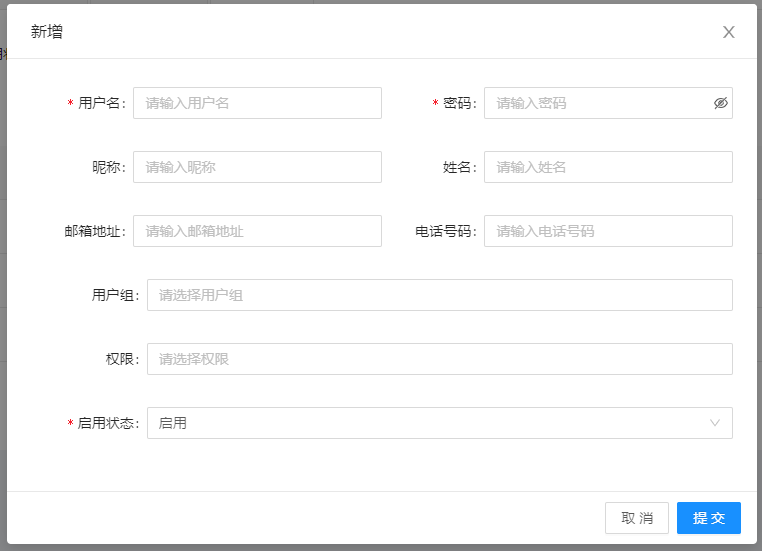 新增
* 用户名: 请输入用户名 * 密码: 请输入密码
昵称: 请输入昵称 姓名: 请输入姓名
邮箱地址: 请输入邮箱地址 电话号码: 请输入电话号码
用户组: 请选择用户组
权限: 请选择权限
* 启用状态: 启用
取 消 提 交